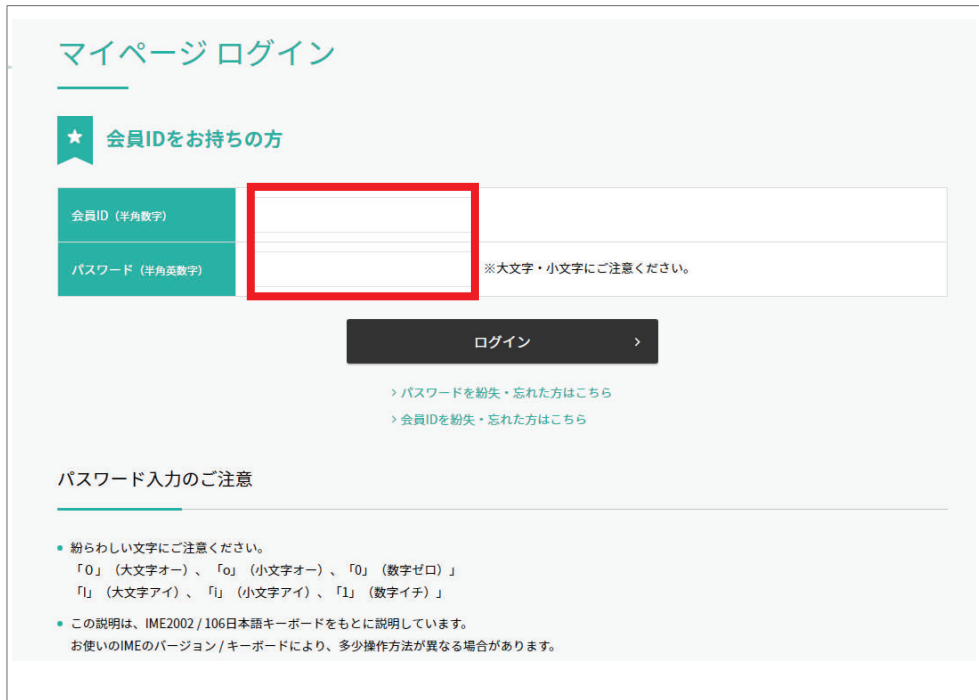 マイページ ログイン
会員IDをお持ちの方
会員ID（半角数字）
パスワード（半角英数字）
※大文字・小文字にご注意ください。
ログイン
パスワードを紛失・忘れた方はこちら
会員IDを紛失・忘れた方はこちら
パスワード入力のご注意
紛らわしい文字にご注意ください。
「O」（大文字オー）、「o」（小文字オー）、「0」（数字ゼロ）」
「I」（大文字アイ）、「i」（小文字アイ）、「1」（数字イチ）」
この説明は、IME2002 / 106日本語キーボードをもとに説明しています。
お使いのIMEのバージョン / キーボードにより、多少操作方法が異なる場合があります。